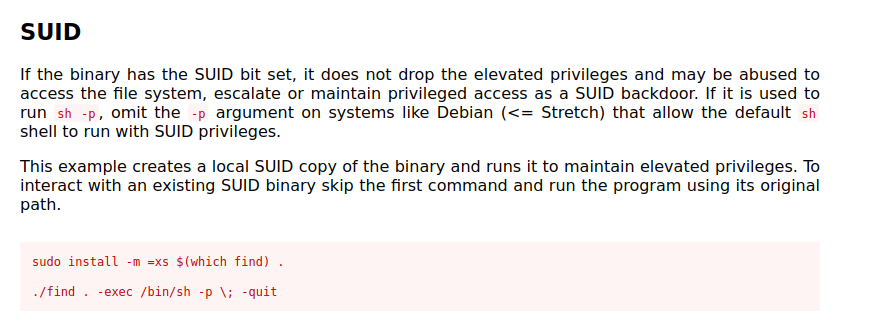 SUID
If the binary has the SUID bit set, it does not drop the elevated privileges and may be abused to
access the file system, escalate or maintain privileged access as a SUID backdoor. If it is used to
run sh -p, omit the -p argument on systems like Debian (<= Stretch) that allow the default sh
shell to run with SUID privileges.
This example creates a local SUID copy of the binary and runs it to maintain elevated privileges. To
interact with an existing SUID binary skip the first command and run the program using its original
path.
sudo install -m =xs $(which find) .
./find . -exec /bin/sh -p \; -quit